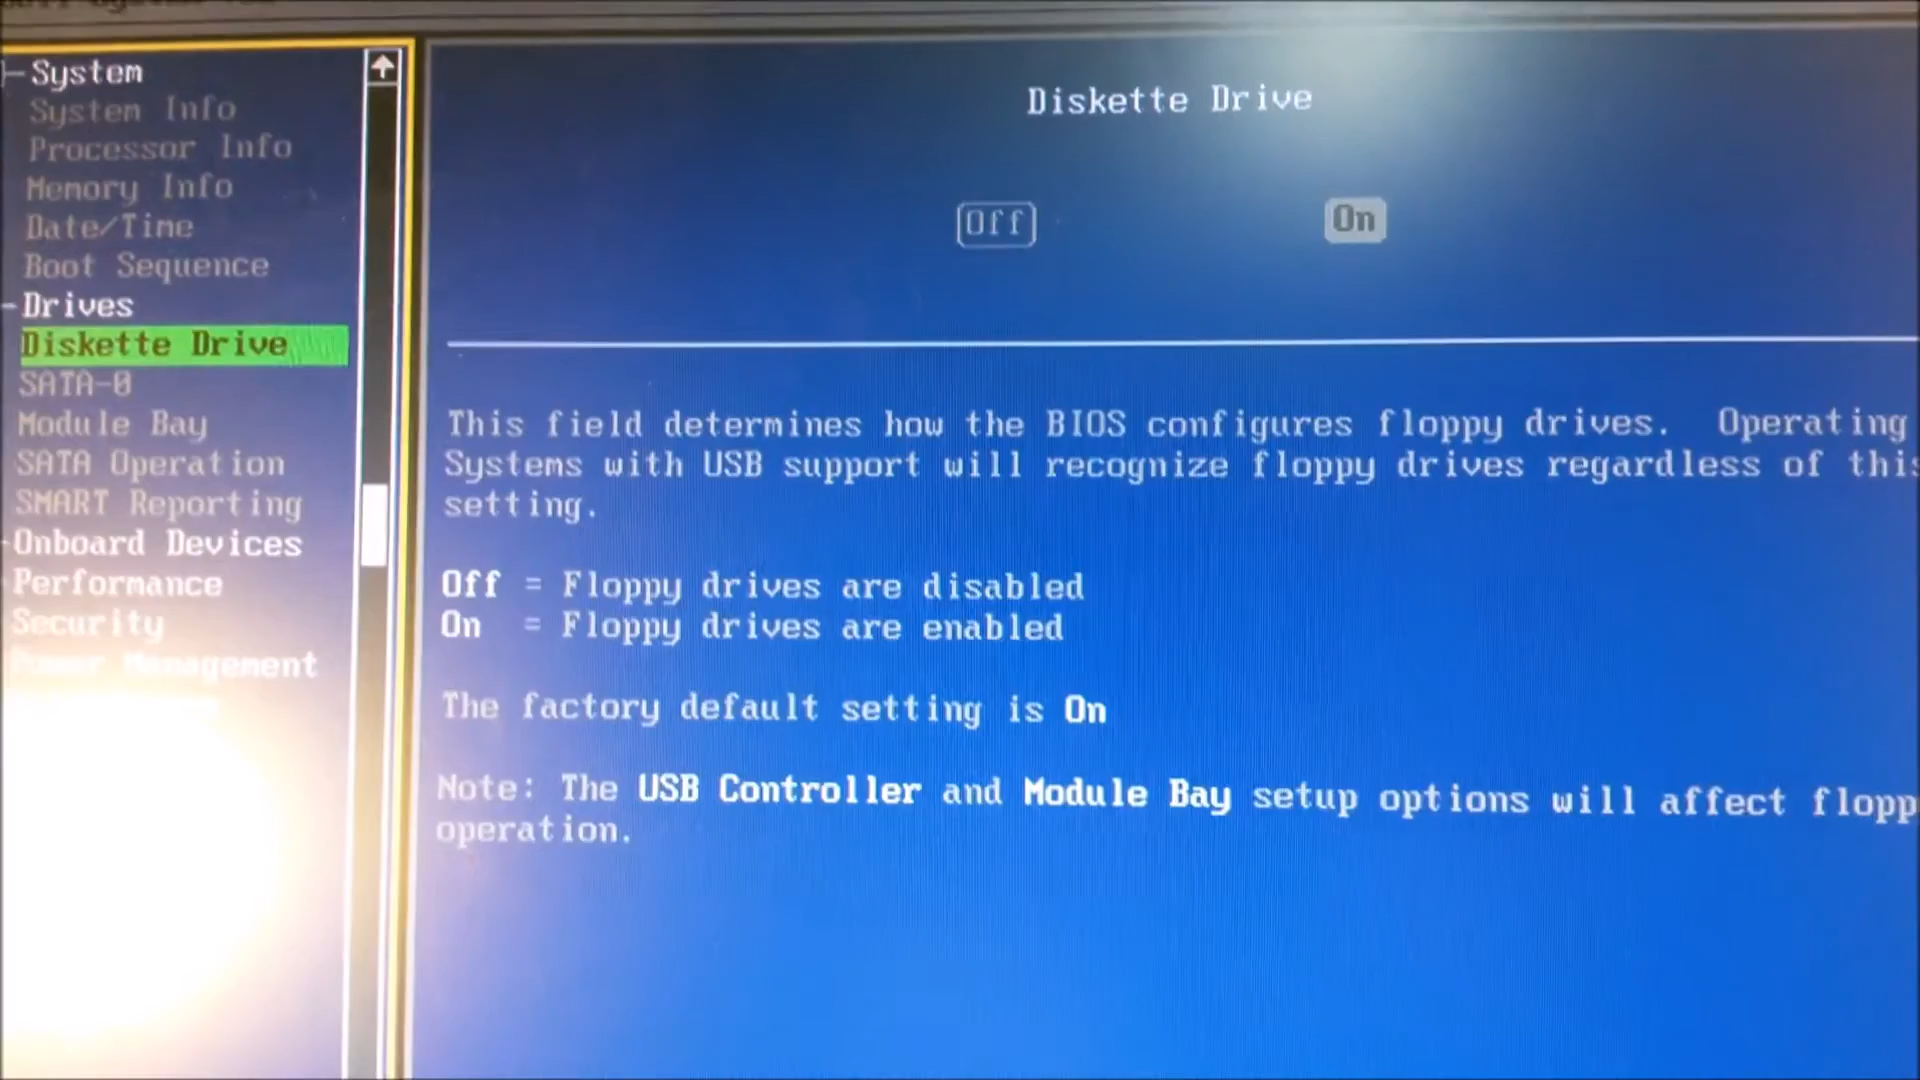 System
System Info
Processor Info
Memory Info
Date/Time
Boot Sequence
Drives
Diskette Drive
SATA-0
Module Bay
SATA Operation
SMART Reporting
Onboard Devices
Performance
Security
Power Management
Diskette Drive
Off On
This field determines how the BIOS configures floppy drives. Operating
Systems with USB support will recognize floppy drives regardless of this
setting.
Off = Floppy drives are disabled
On = Floppy drives are enabled
The factory default setting is On
Note: The USB Controller and Module Bay setup options will affect flopp
operation.